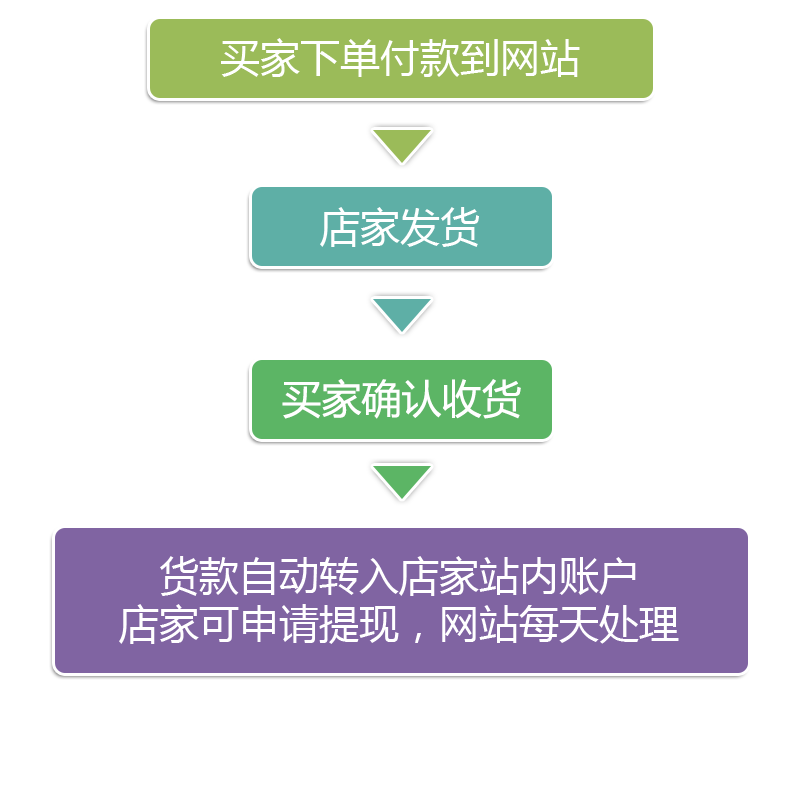 买家下单付款到网站
店家发货
买家确认收货
货款自动转入店家站内账户
店家可申请提现，网站每天处理